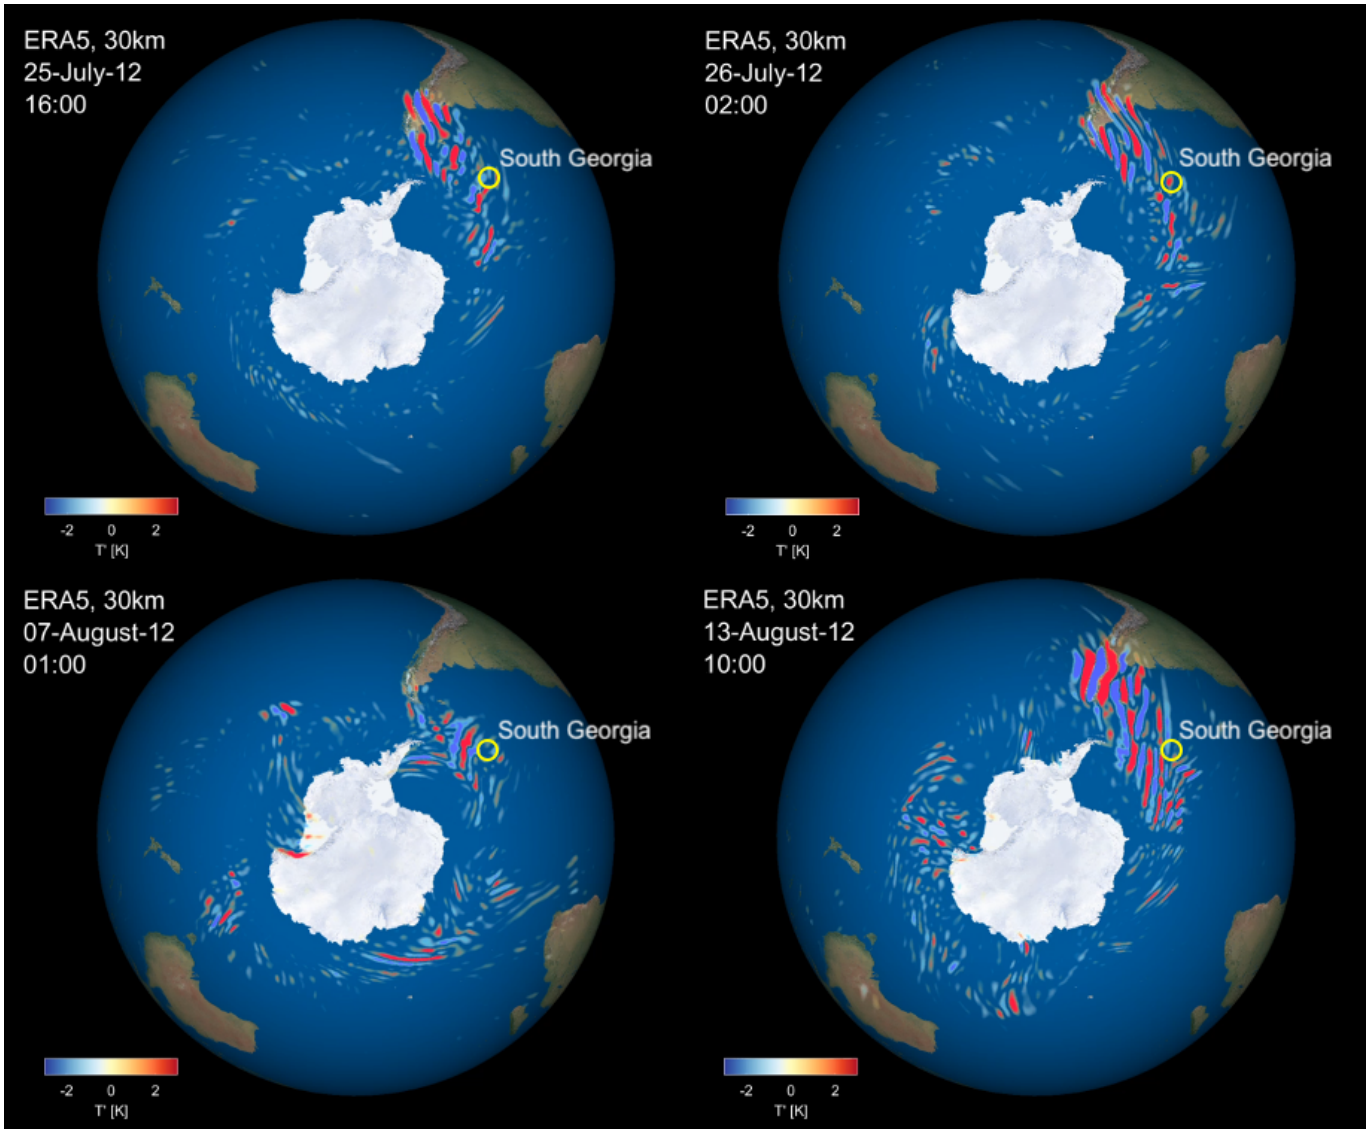 ERA5, 30km
25-July-12
16:00
South Georgia
-2 0 2
T' [K]
ERA5, 30km
26-July-12
02:00
South Georgia
-2 0 2
T' [K]
ERA5, 30km
07-August-12
01:00
South Georgia
-2 0 2
T' [K]
ERA5, 30km
13-August-12
10:00
South Georgia
-2 0 2
T' [K]